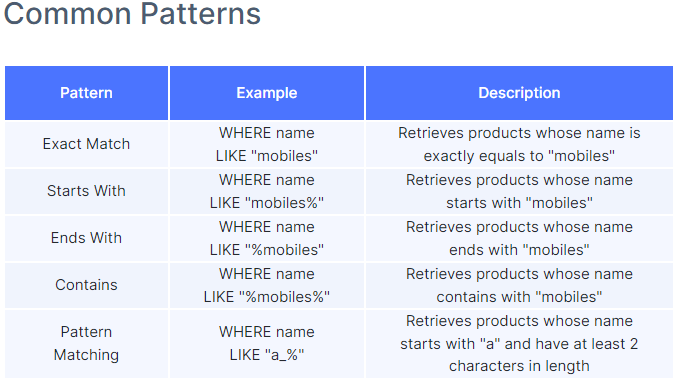 Common Patterns
Pattern Example Description
Exact Match
WHERE name
LIKE "mobiles"
Retrieves products whose name is
exactly equals to "mobiles"
Starts With
WHERE name
LIKE "mobiles%"
Retrieves products whose name
starts with "mobiles"
Ends With
WHERE name
LIKE "%mobiles"
Retrieves products whose name
ends with "mobiles"
Contains
WHERE name
LIKE "%mobiles%"
Retrieves products whose name
contains with "mobiles"
Pattern
Matching
WHERE name
LIKE "a_%"
Retrieves products whose name
starts with "a" and have at least 2
characters in length